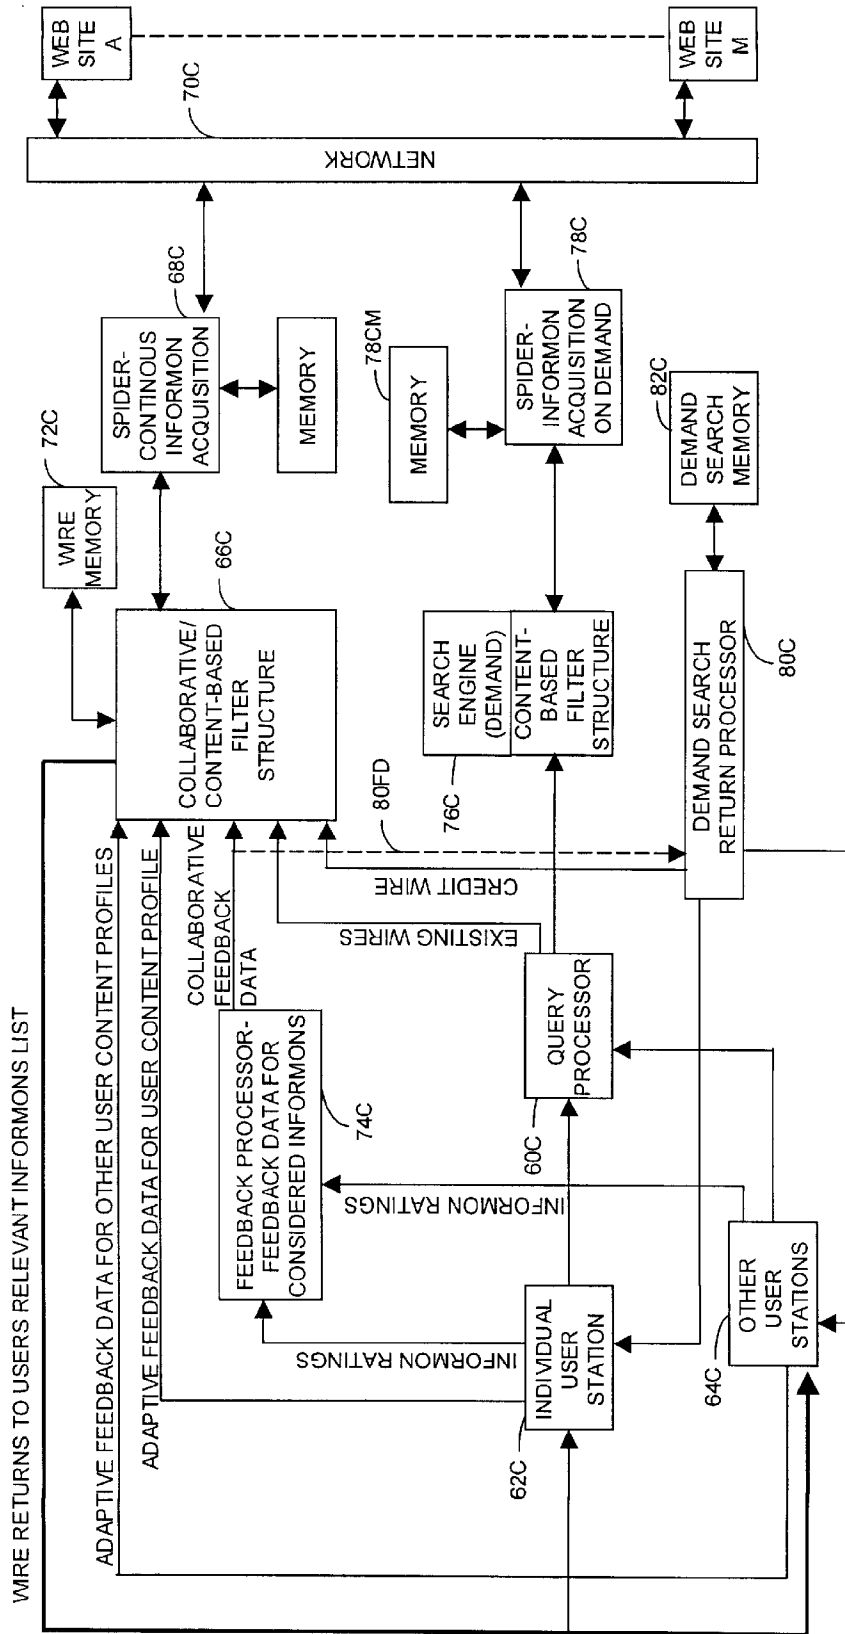 WIRE RETURNS TO USERS RELEVANT INFORMONS LIST
ADAPTIVE FEEDBACK DATA FOR OTHER USER CONTENT PROFILES
ADAPTIVE FEEDBACK DATA FOR USER CONTENT PROFILE
COLLABORATIVE
FEEDBACK
DATA
WIRE
MEMORY
72C
COLLABORATIVE/
CONTENT-BASED
FILTER
STRUCTURE
66C
SPIDER-
CONTINOUS
INFORMON
ACQUISITION
68C
MEMORY
NETWORK
70C
WEB
SITE
A
WEB
SITE
M
FEEDBACK PROCESSOR-
FEEDBACK DATA FOR
CONSIDERED INFORMONS
74C
INFORMON RATINGS
INFORMON RATINGS
EXISTING WIRES
CREDIT WIRE
80FD
INDIVIDUAL
USER
STATION
62C
QUERY
PROCESSOR
60C
SEARCH
ENGINE
(DEMAND)
CONTENT-
BASED
FILTER
STRUCTURE
76C
MEMORY
78CM
SPIDER-
INFORMON
ACQUISITION
ON DEMAND
78C
OTHER
USER
STATIONS
64C
DEMAND SEARCH
RETURN PROCESSOR
80C
DEMAND
SEARCH
MEMORY
82C